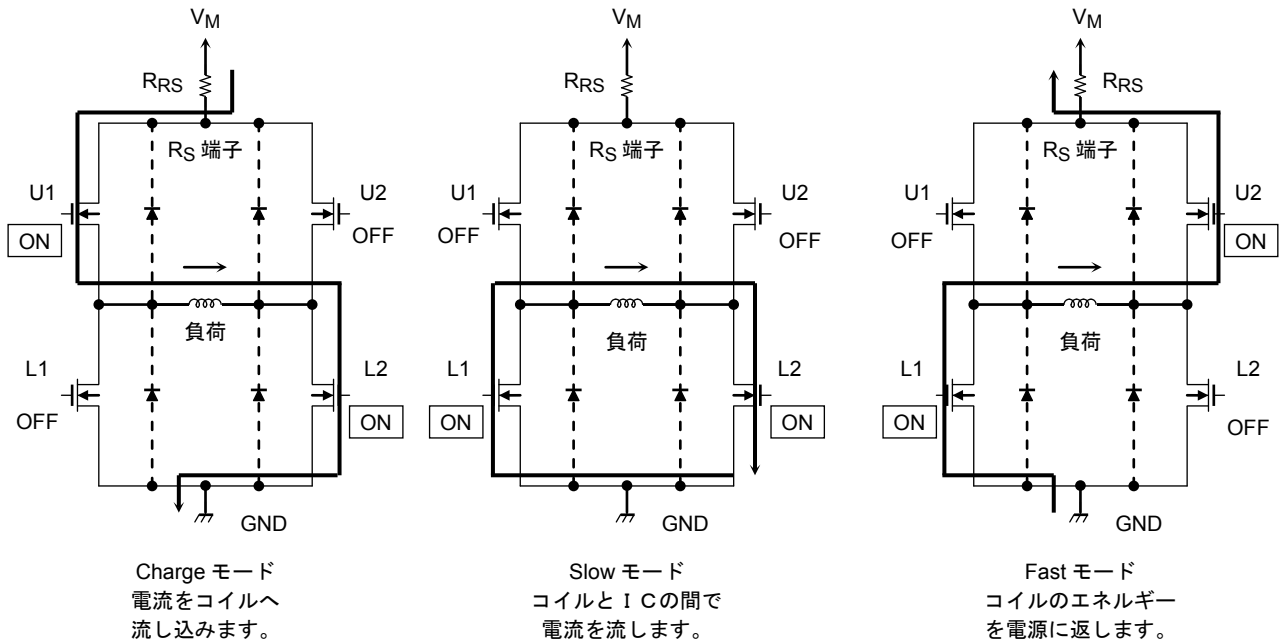 VM
RRS
RS 端子
U1
ON
U2
OFF
負荷
L1
OFF
L2
ON
GND
Charge モード
電流をコイルへ
流し込みます。
VM
RRS
RS 端子
U1
OFF
U2
OFF
負荷
L1
ON
L2
ON
GND
Slow モード
コイルとＩＣの間で
電流を流します。
VM
RRS
RS 端子
U1
OFF
U2
ON
負荷
L1
ON
L2
OFF
GND
Fast モード
コイルのエネルギー
を電源に返します。